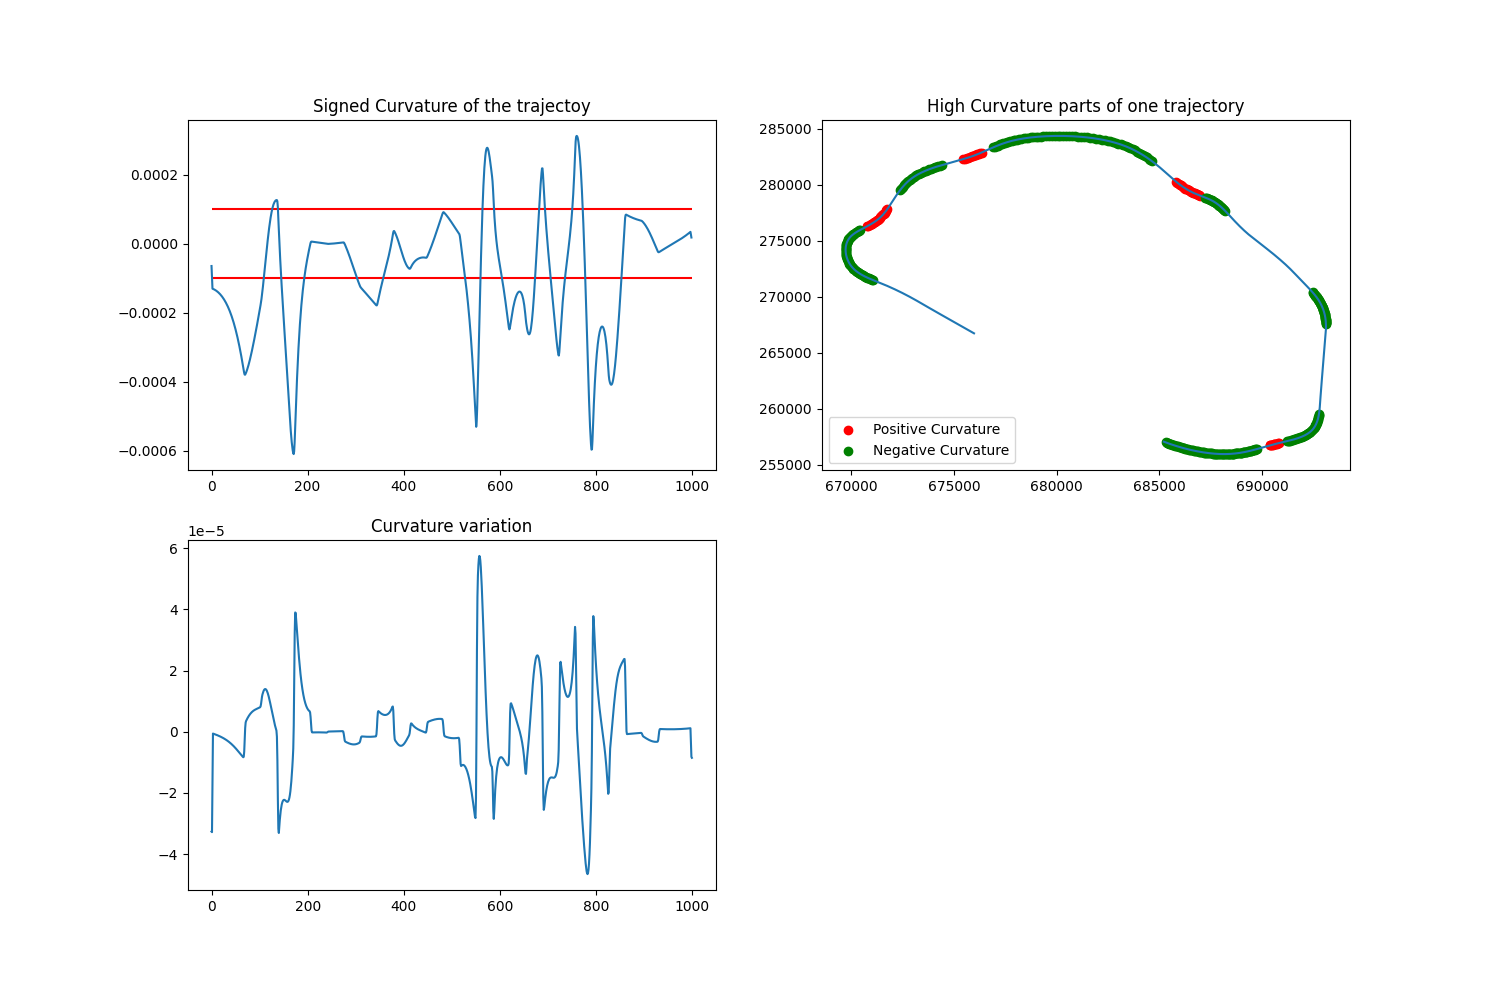 Signed Curvature of the trajectoy
0.0002
0.0000
−0.0002
−0.0004
−0.0006
0 200 400 600 800 1000
High Curvature parts of one trajectory
285000
280000
275000
270000
265000
260000
255000
Positive Curvature
Negative Curvature
670000 675000 680000 685000 690000
Curvature variation
1e−5
6
4
2
0
−2
−4
0 200 400 600 800 1000